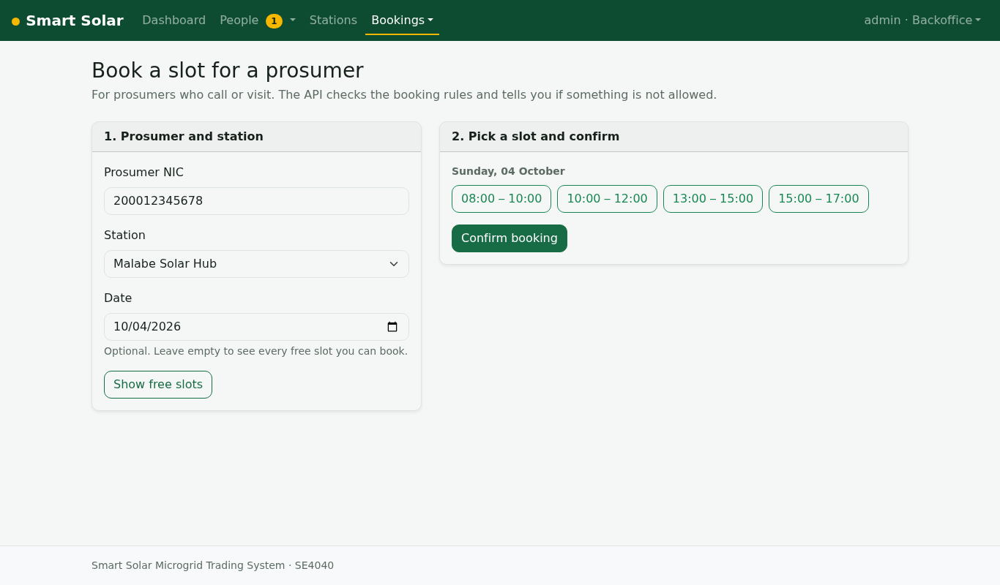 Smart Solar Dashboard People 1 Stations Bookings admin · Backoffice
Book a slot for a prosumer
For prosumers who call or visit. The API checks the booking rules and tells you if something is not allowed.
1. Prosumer and station
Prosumer NIC
200012345678
Station
Malabe Solar Hub
Date
10/04/2026
Optional. Leave empty to see every free slot you can book.
Show free slots
2. Pick a slot and confirm
Sunday, 04 October
08:00 – 10:00 10:00 – 12:00 13:00 – 15:00 15:00 – 17:00
Confirm booking
Smart Solar Microgrid Trading System · SE4040